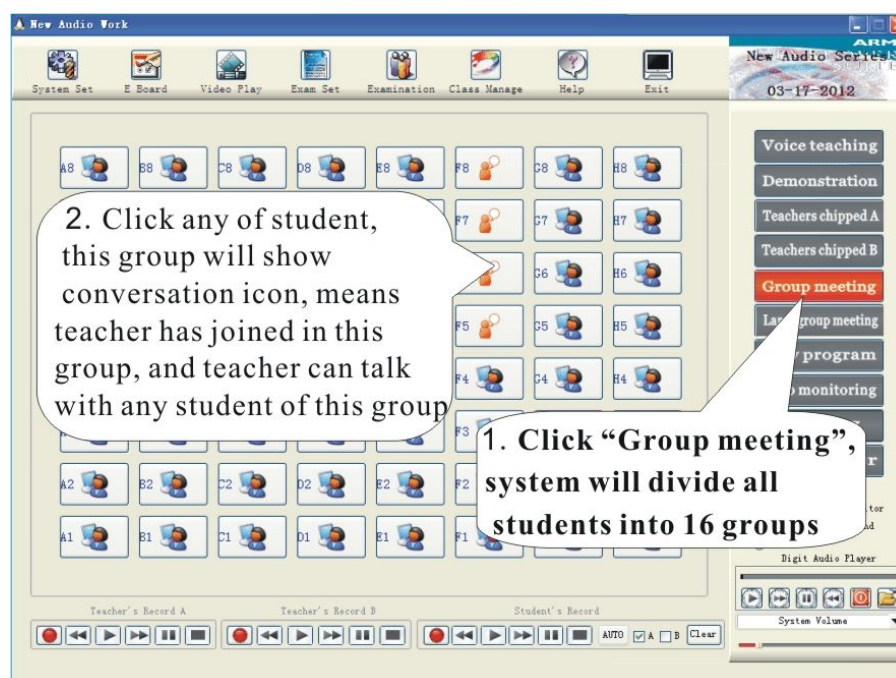 New Audio Work
System Set
E Board
Video Play
Exam Set
Examination
Class Manage
Help
Exit
ARM
New Audio Series
03-17-2012
A8
B8
C8
D8
E8
F8
G8
H8
F7
G7
H7
G6
H6
F5
G5
H5
F4
G4
H4
F3
A2
B2
C2
D2
E2
F2
A1
B1
C1
D1
E1
F1
2. Click any of student,
this group will show
conversation icon, means
teacher has joined in this
group, and teacher can talk
with any student of this group
1. Click “Group meeting”,
system will divide all
students into 16 groups
Voice teaching
Demonstration
Teachers chipped A
Teachers chipped B
Group meeting
group meeting
program
monitoring
Digit Audio Player
System Volume
Teacher's Record A
Teacher's Record B
Student's Record
AUTO
A
B
Clear